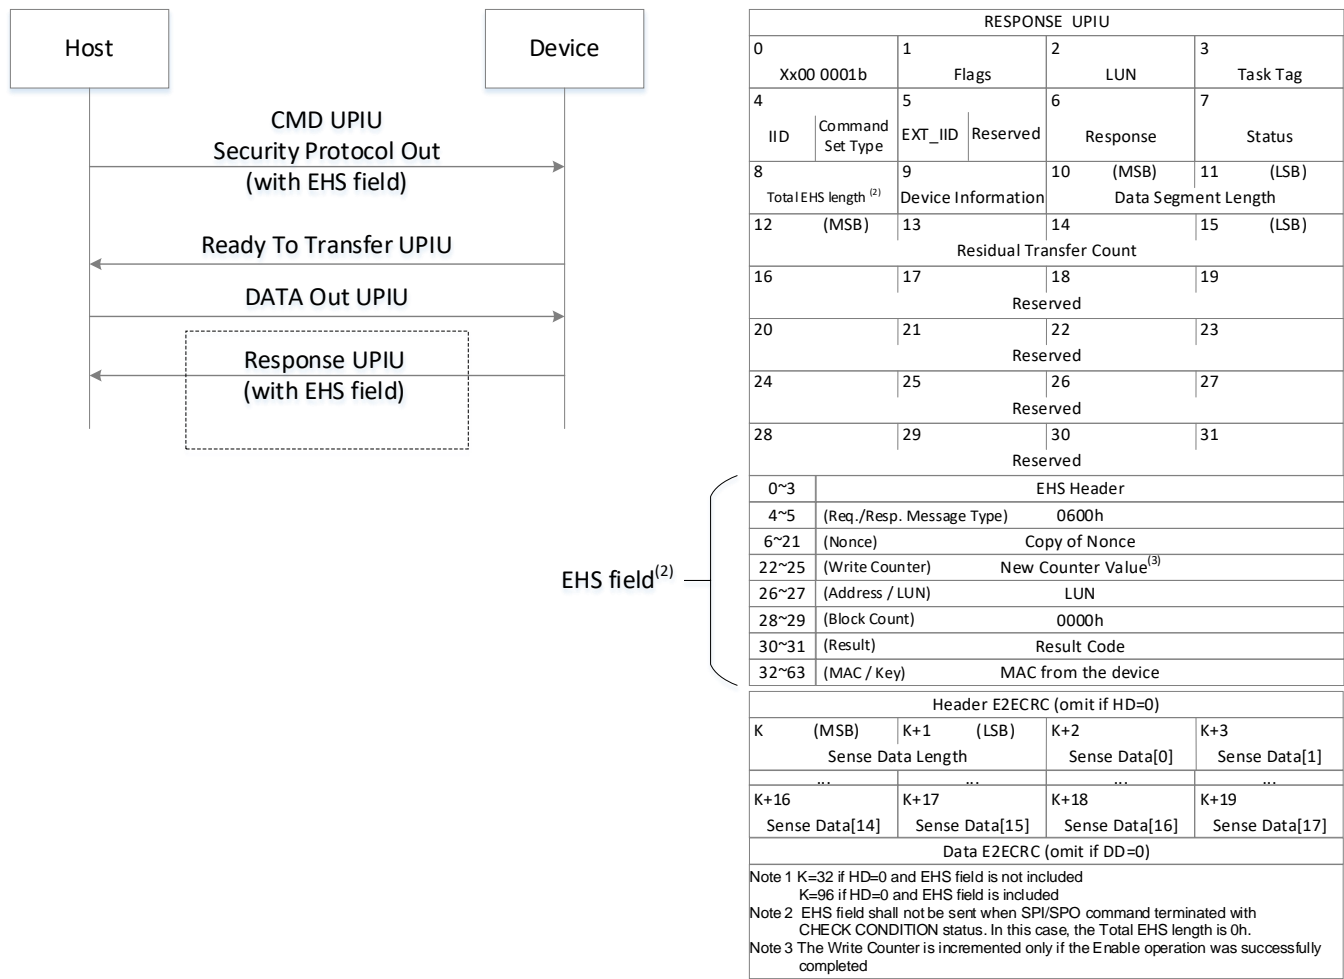 Host
Device
CMD UPIU
Security Protocol Out
(with EHS field)
Ready To Transfer UPIU
DATA Out UPIU
Response UPIU
(with EHS field)
RESPONSE UPIU
0 1 2 3
Xx00 0001b Flags LUN Task Tag
4 5 6 7
IID Command Set Type EXT_IID Reserved Response Status
8 9 10 (MSB) 11 (LSB)
Total EHS length (2) Device Information Data Segment Length
12 (MSB) 13 14 15 (LSB)
Residual Transfer Count
16 17 18 19
Reserved
20 21 22 23
Reserved
24 25 26 27
Reserved
28 29 30 31
Reserved
EHS field(2)
0~3 EHS Header
4~5 (Req./Resp. Message Type) 0600h
6~21 (Nonce) Copy of Nonce
22~25 (Write Counter) New Counter Value(3)
26~27 (Address / LUN) LUN
28~29 (Block Count) 0000h
30~31 (Result) Result Code
32~63 (MAC / Key) MAC from the device
Header E2ECRC (omit if HD=0)
K (MSB) K+1 (LSB) K+2 K+3
Sense Data Length Sense Data[0] Sense Data[1]
... ... ... ...
K+16 K+17 K+18 K+19
Sense Data[14] Sense Data[15] Sense Data[16] Sense Data[17]
Data E2ECRC (omit if DD=0)
Note 1 K=32 if HD=0 and EHS field is not included
K=96 if HD=0 and EHS field is included
Note 2 EHS field shall not be sent when SPI/SPO command terminated with
CHECK CONDITION status. In this case, the Total EHS length is 0h.
Note 3 The Write Counter is incremented only if the Enable operation was successfully
completed